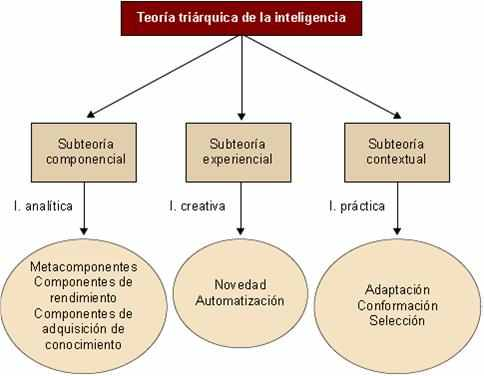 Teoría triárquica de la inteligencia
Subteoría
componencial
Subteoría
experiencial
Subteoría
contextual
I. analítica
I. creativa
I. práctica
Metacomponentes
Componentes de
rendimiento
Componentes de
adquisición de
conocimiento
Novedad
Automatización
Adaptación
Conformación
Selección